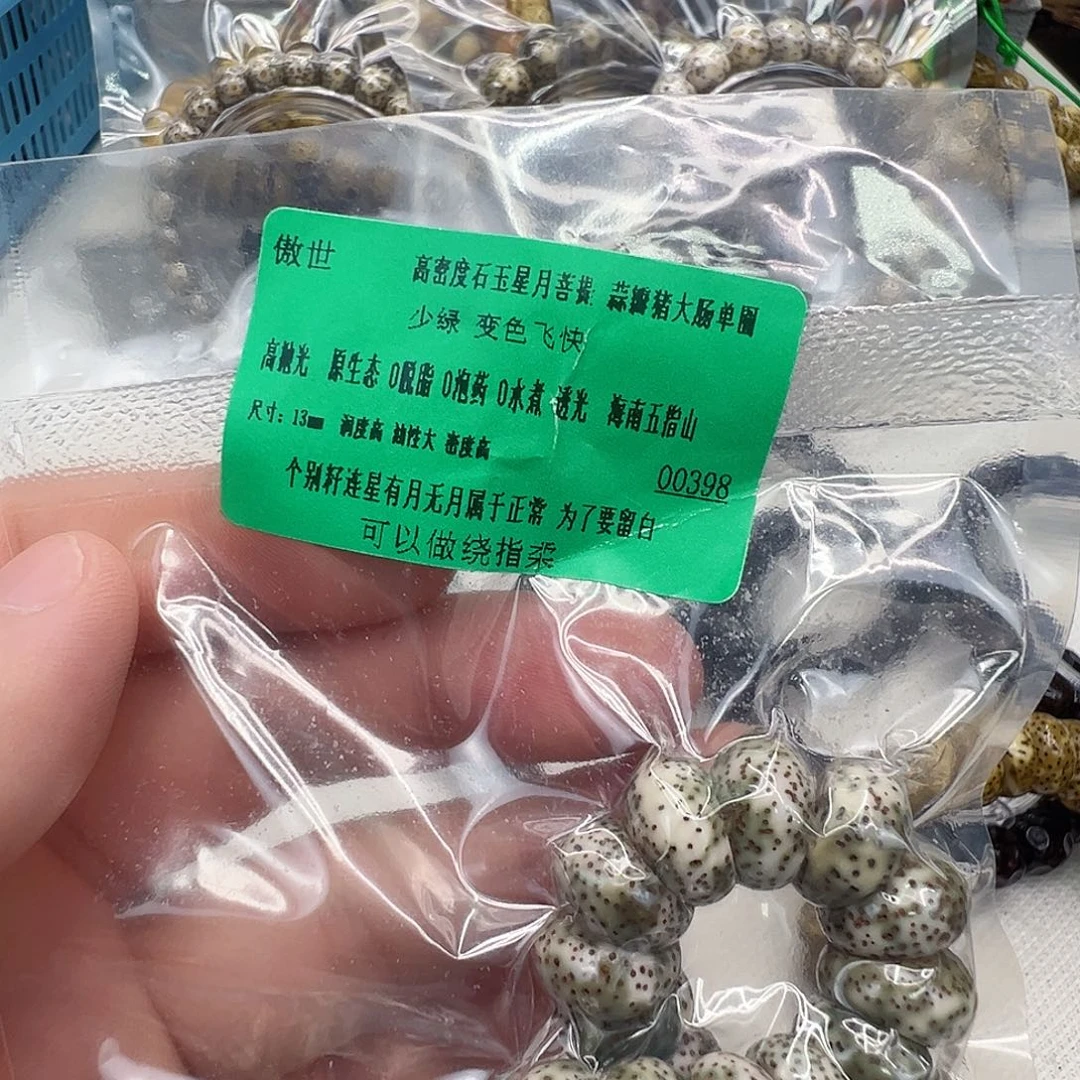 傲世
高密度石玉星月菩提 蒜瓣猪大肠单圈
少绿 变色飞快
高抛光 原生态 0脱脂 0泡药 0水煮 透光 海南五指山
尺寸：13mm 润度高 油性大 密度高
00398
个别籽连星有月无月属于正常 为了要留白
可以做绕指柔